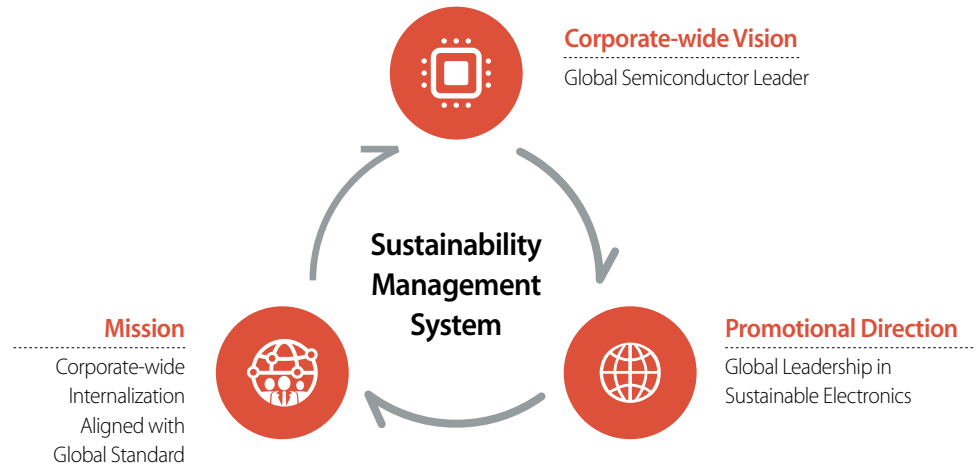 Corporate-wide Vision
Global Semiconductor Leader
Sustainability
Management
System
Mission
Corporate-wide
Internalization
Aligned with
Global Standard
Promotional Direction
Global Leadership in
Sustainable Electronics